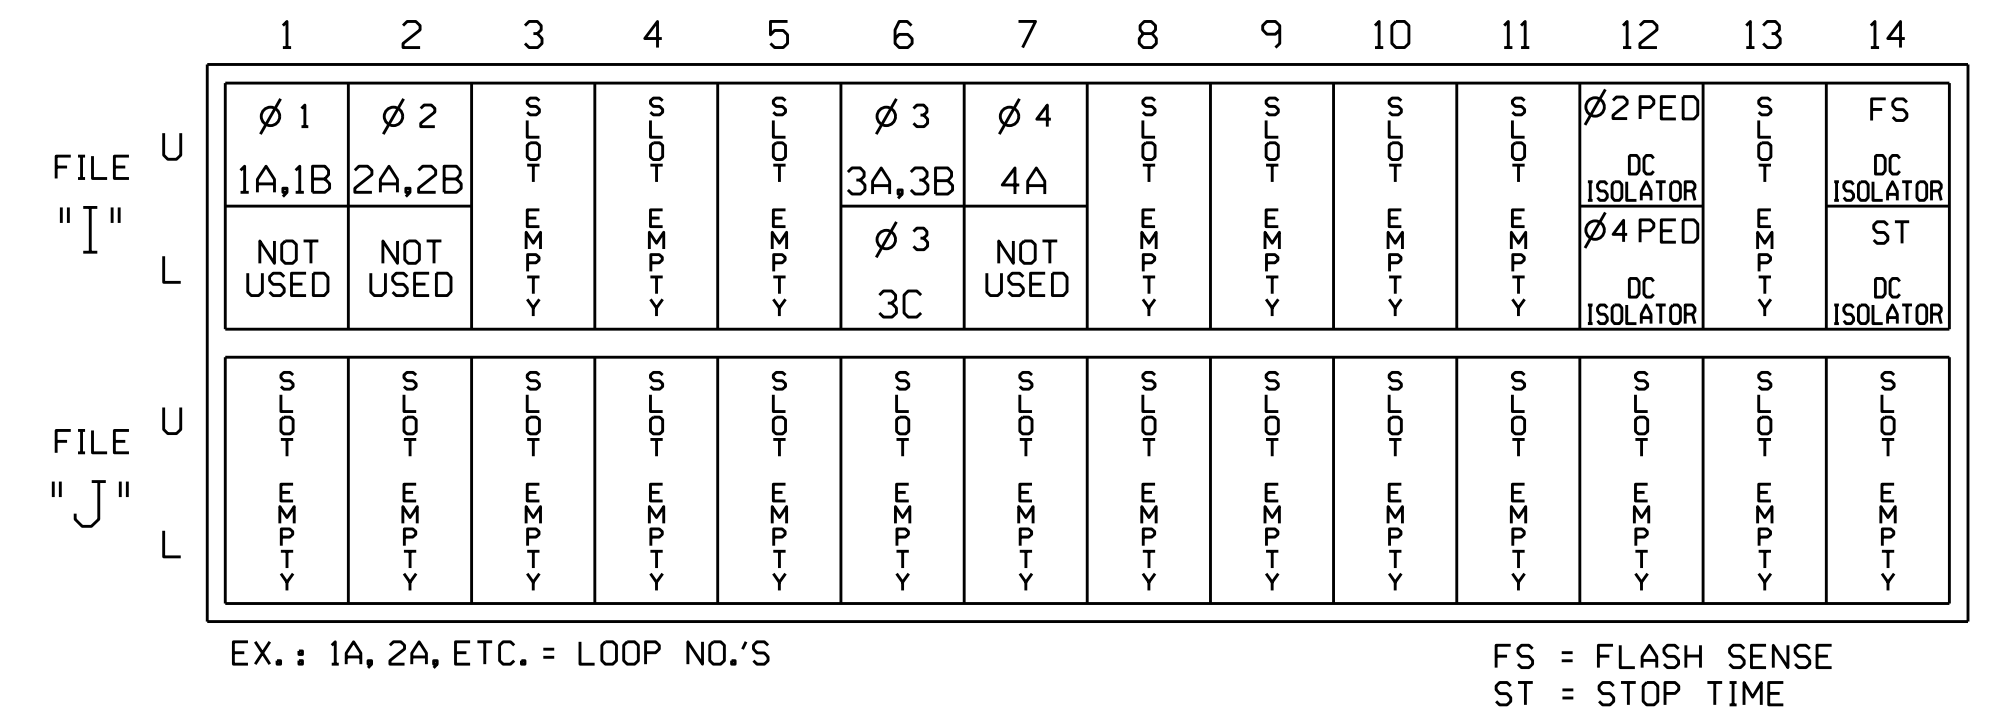 1 2 3 4 5 6 7 8 9 10 11 12 13 14
FILE "I"
U
L
Ø 1
1A,1B
NOT
USED
Ø 2
2A,2B
NOT
USED
SLOT EMPTY
SLOT EMPTY
SLOT EMPTY
Ø 3
3A,3B
Ø 3
3C
Ø 4
4A
NOT
USED
SLOT EMPTY
SLOT EMPTY
SLOT EMPTY
SLOT EMPTY
Ø2 PED
DC
ISOLATOR
Ø4 PED
DC
ISOLATOR
SLOT EMPTY
FS
DC
ISOLATOR
ST
DC
ISOLATOR
FILE "J"
U
L
SLOT EMPTY
SLOT EMPTY
SLOT EMPTY
SLOT EMPTY
SLOT EMPTY
SLOT EMPTY
SLOT EMPTY
SLOT EMPTY
SLOT EMPTY
SLOT EMPTY
SLOT EMPTY
SLOT EMPTY
SLOT EMPTY
SLOT EMPTY
EX.: 1A, 2A, ETC. = LOOP NO.'S
FS = FLASH SENSE
ST = STOP TIME